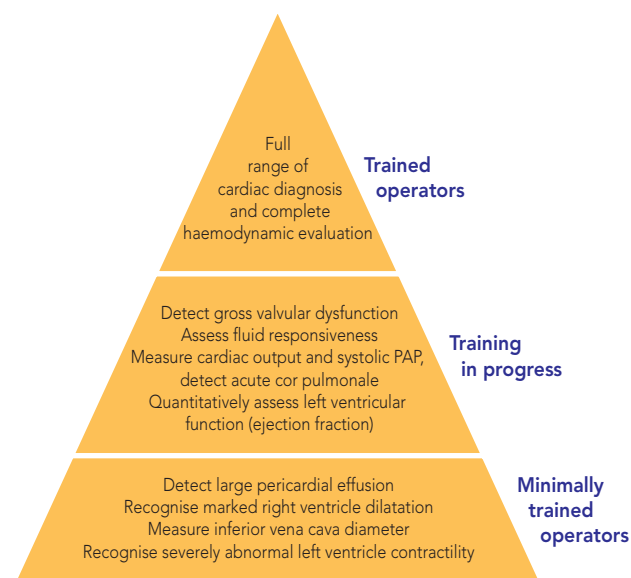 Full
range of
cardiac diagnosis
and complete
haemodynamic evaluation
Trained
operators
Detect gross valvular dysfunction
Assess fluid responsiveness
Measure cardiac output and systolic PAP,
detect acute cor pulmonale
Quantitatively assess left ventricular
function (ejection fraction)
Training
in progress
Detect large pericardial effusion
Recognise marked right ventricle dilatation
Measure inferior vena cava diameter
Recognise severely abnormal left ventricle contractility
Minimally
trained
operators